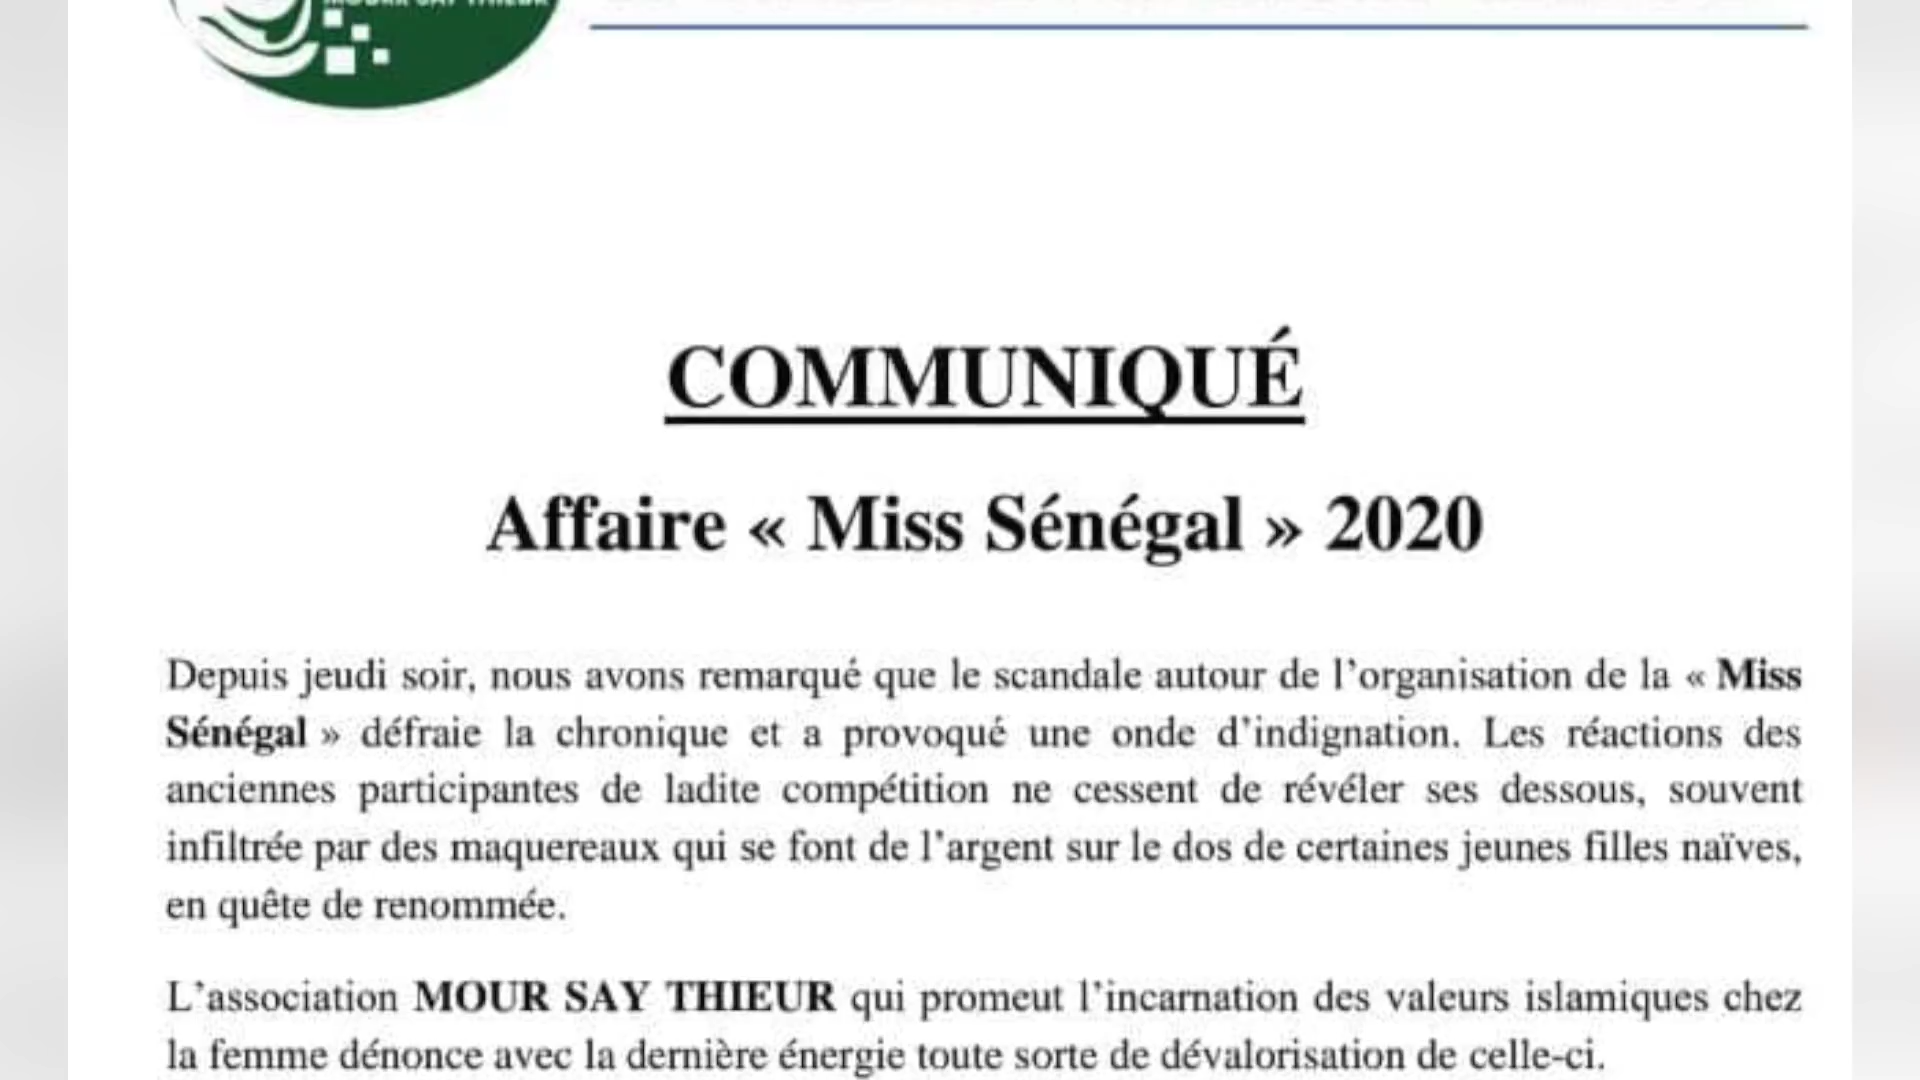 MOURR SAY THIEUR
COMMUNIQUÉ
Affaire « Miss Sénégal » 2020
Depuis jeudi soir, nous avons remarqué que le scandale autour de l’organisation de la « Miss
Sénégal » défraie la chronique et a provoqué une onde d’indignation. Les réactions des
anciennes participantes de ladite compétition ne cessent de révéler ses dessous, souvent
infiltrée par des maquereaux qui se font de l’argent sur le dos de certaines jeunes filles naïves,
en quête de renommée.
L’association MOUR SAY THIEUR qui promeut l’incarnation des valeurs islamiques chez
la femme dénonce avec la dernière énergie toute sorte de dévalorisation de celle-ci.